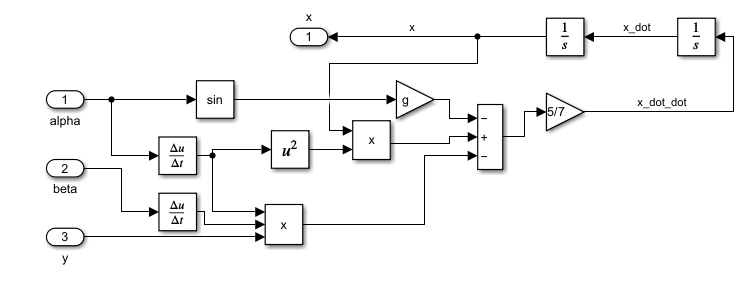 x
1
x
1
s
x_dot
1
s
1
alpha
sin
g
5/7
x_dot_dot
−
+
−
Δu
Δt
u²
x
2
beta
Δu
Δt
x
3
y